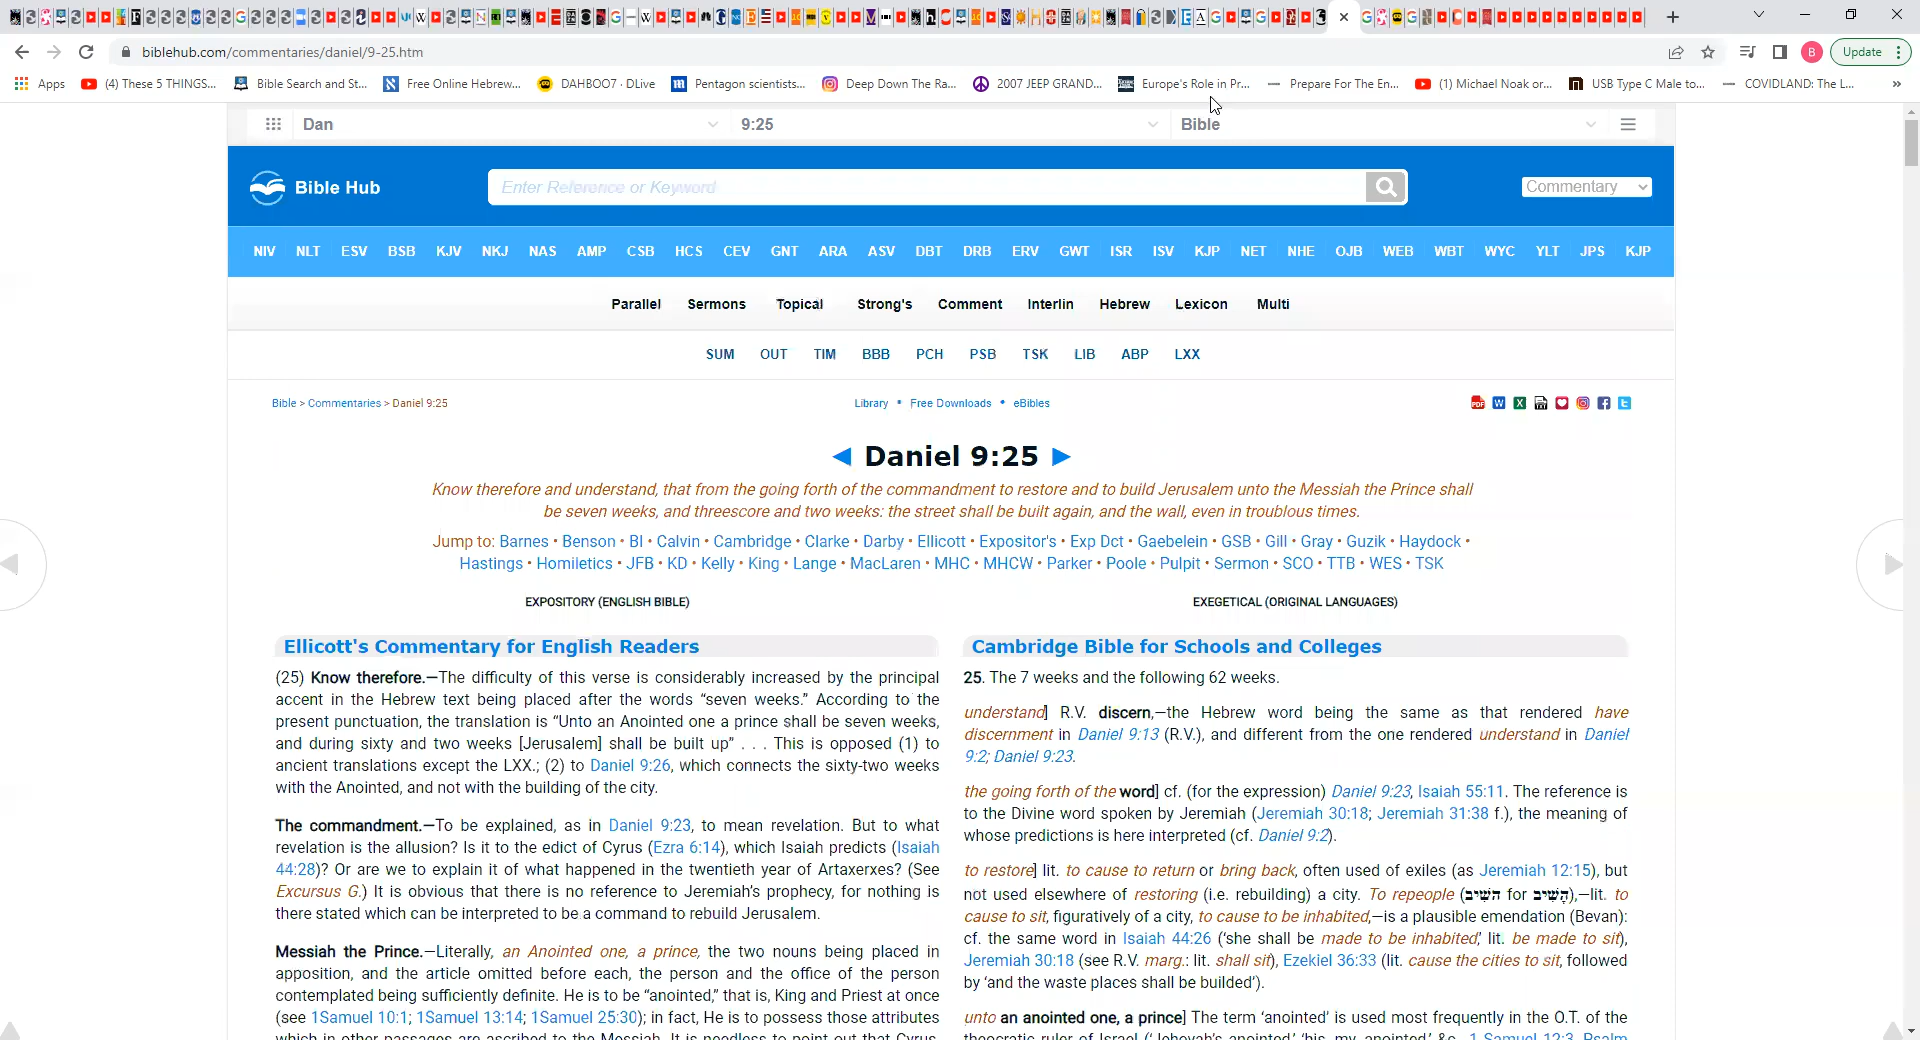 biblehub.com/commentaries/daniel/9-25.htm
B
Update
Apps
(4) These 5 THINGS...
Bible Search and St...
Free Online Hebrew...
DAHBOO7 · DLive
Pentagon scientists...
Deep Down The Ra...
2007 JEEP GRAND...
Europe's Role in Pr...
Prepare For The En...
(1) Michael Noak or...
USB Type C Male to...
COVIDLAND: The L...
»
Dan
9:25
Bible
Bible Hub
Enter Reference or Keyword
Commentary
NIV NLT ESV BSB KJV NKJ NAS AMP CSB HCS CEV GNT ARA ASV DBT DRB ERV GWT ISR ISV KJP NET NHE OJB WEB WBT WYC YLT JPS KJP
Parallel Sermons Topical Strong's Comment Interlin Hebrew Lexicon Multi
SUM OUT TIM BBB PCH PSB TSK LIB ABP LXX
Bible > Commentaries > Daniel 9:25
Library • Free Downloads • eBibles
◄ Daniel 9:25 ►
Know therefore and understand, that from the going forth of the commandment to restore and to build Jerusalem unto the Messiah the Prince shall
be seven weeks, and threescore and two weeks: the street shall be built again, and the wall, even in troublous times.
Jump to: Barnes • Benson • BI • Calvin • Cambridge • Clarke • Darby • Ellicott • Expositor's • Exp Dct • Gaebelein • GSB • Gill • Gray • Guzik • Haydock •
Hastings • Homiletics • JFB • KD • Kelly • King • Lange • MacLaren • MHC • MHCW • Parker • Poole • Pulpit • Sermon • SCO • TTB • WES • TSK
EXPOSITORY (ENGLISH BIBLE)
Ellicott's Commentary for English Readers
(25) Know therefore.—The difficulty of this verse is considerably increased by the principal
accent in the Hebrew text being placed after the words “seven weeks.” According to the
present punctuation, the translation is “Unto an Anointed one a prince shall be seven weeks,
and during sixty and two weeks [Jerusalem] shall be built up” . . . This is opposed (1) to
ancient translations except the LXX.; (2) to Daniel 9:26, which connects the sixty-two weeks
with the Anointed, and not with the building of the city.
The commandment.—To be explained, as in Daniel 9:23, to mean revelation. But to what
revelation is the allusion? Is it to the edict of Cyrus (Ezra 6:14), which Isaiah predicts (Isaiah
44:28)? Or are we to explain it of what happened in the twentieth year of Artaxerxes? (See
Excursus G.) It is obvious that there is no reference to Jeremiah’s prophecy, for nothing is
there stated which can be interpreted to be a command to rebuild Jerusalem.
Messiah the Prince.—Literally, an Anointed one, a prince, the two nouns being placed in
apposition, and the article omitted before each, the person and the office of the person
contemplated being sufficiently definite. He is to be “anointed,” that is, King and Priest at once
(see 1Samuel 10:1; 1Samuel 13:14; 1Samuel 25:30); in fact, He is to possess those attributes
which in other passages are ascribed to the Messiah. It is needless to point out that Cyrus,
EXEGETICAL (ORIGINAL LANGUAGES)
Cambridge Bible for Schools and Colleges
25. The 7 weeks and the following 62 weeks.
understand] R.V. discern,—the Hebrew word being the same as that rendered have
discernment in Daniel 9:13 (R.V.), and different from the one rendered understand in Daniel
9:2; Daniel 9:23.
the going forth of the word] cf. (for the expression) Daniel 9:23, Isaiah 55:11. The reference is
to the Divine word spoken by Jeremiah (Jeremiah 30:18; Jeremiah 31:38 f.), the meaning of
whose predictions is here interpreted (cf. Daniel 9:2).
to restore] lit. to cause to return or bring back, often used of exiles (as Jeremiah 12:15), but
not used elsewhere of restoring (i.e. rebuilding) a city. To repeople (השׁיב for הָשִׁיב),—lit. to
cause to sit, figuratively of a city, to cause to be inhabited,—is a plausible emendation (Bevan):
cf. the same word in Isaiah 44:26 (‘she shall be made to be inhabited,’ lit. be made to sit),
Jeremiah 30:18 (see R.V. marg.: lit. shall sit), Ezekiel 36:33 (lit. cause the cities to sit, followed
by ‘and the waste places shall be builded’).
unto an anointed one, a prince] The term ‘anointed’ is used most frequently in the O.T. of the
theocratic ruler of Israel (‘Jehovah’s anointed,’ ‘his, my, anointed,’ &c., 1 Samuel 12:3, Psalm